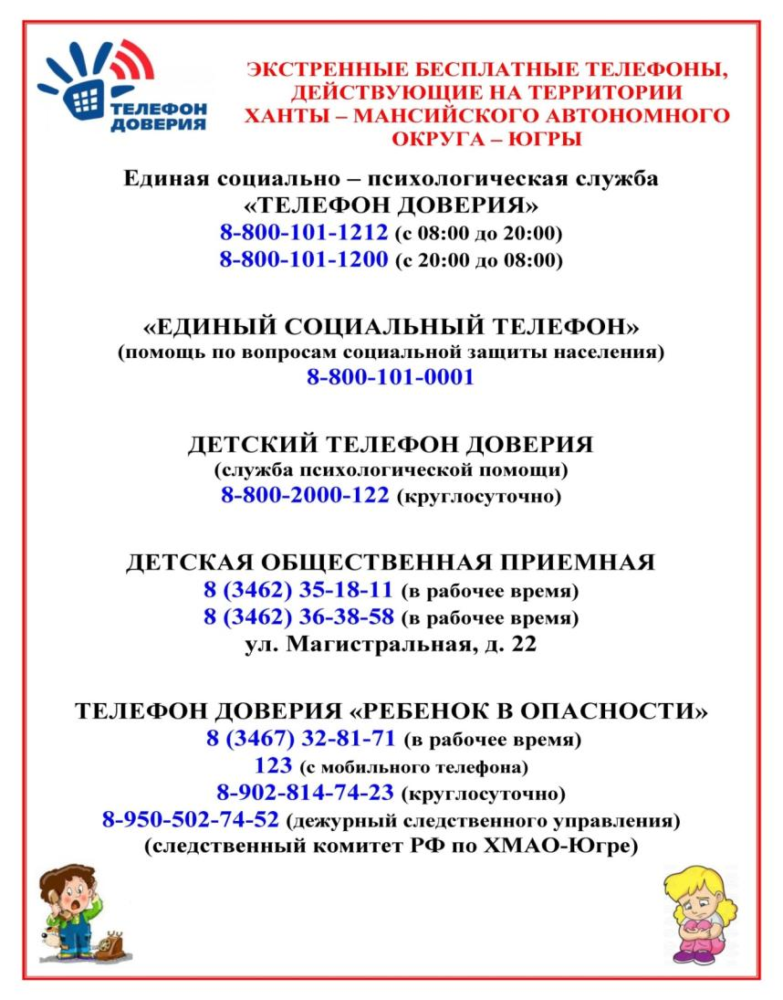 ТЕЛЕФОН
ДОВЕРИЯ
ЭКСТРЕННЫЕ БЕСПЛАТНЫЕ ТЕЛЕФОНЫ,
ДЕЙСТВУЮЩИЕ НА ТЕРРИТОРИИ
ХАНТЫ – МАНСИЙСКОГО АВТОНОМНОГО
ОКРУГА – ЮГРЫ
Единая социально – психологическая служба
«ТЕЛЕФОН ДОВЕРИЯ»
8-800-101-1212 (с 08:00 до 20:00)
8-800-101-1200 (с 20:00 до 08:00)
«ЕДИНЫЙ СОЦИАЛЬНЫЙ ТЕЛЕФОН»
(помощь по вопросам социальной защиты населения)
8-800-101-0001
ДЕТСКИЙ ТЕЛЕФОН ДОВЕРИЯ
(служба психологической помощи)
8-800-2000-122 (круглосуточно)
ДЕТСКАЯ ОБЩЕСТВЕННАЯ ПРИЕМНАЯ
8 (3462) 35-18-11 (в рабочее время)
8 (3462) 36-38-58 (в рабочее время)
ул. Магистральная, д. 22
ТЕЛЕФОН ДОВЕРИЯ «РЕБЕНОК В ОПАСНОСТИ»
8 (3467) 32-81-71 (в рабочее время)
123 (с мобильного телефона)
8-902-814-74-23 (круглосуточно)
8-950-502-74-52 (дежурный следственного управления)
(следственный комитет РФ по ХМАО-Югре)